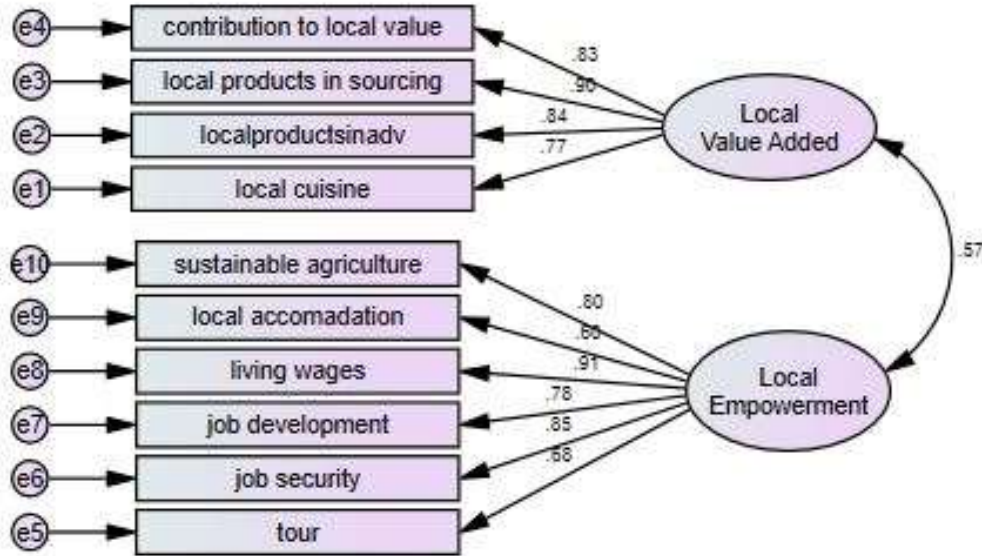 e4
contribution to local value
.83
e3
local products in sourcing
.90
e2
localproductsinadv
.84
e1
local cuisine
.77
Local
Value Added
.57
e10
sustainable agriculture
.80
e9
local accomadation
e8
living wages
.91
e7
job development
.78
e6
job security
.85
e5
tour
Local
Empowerment